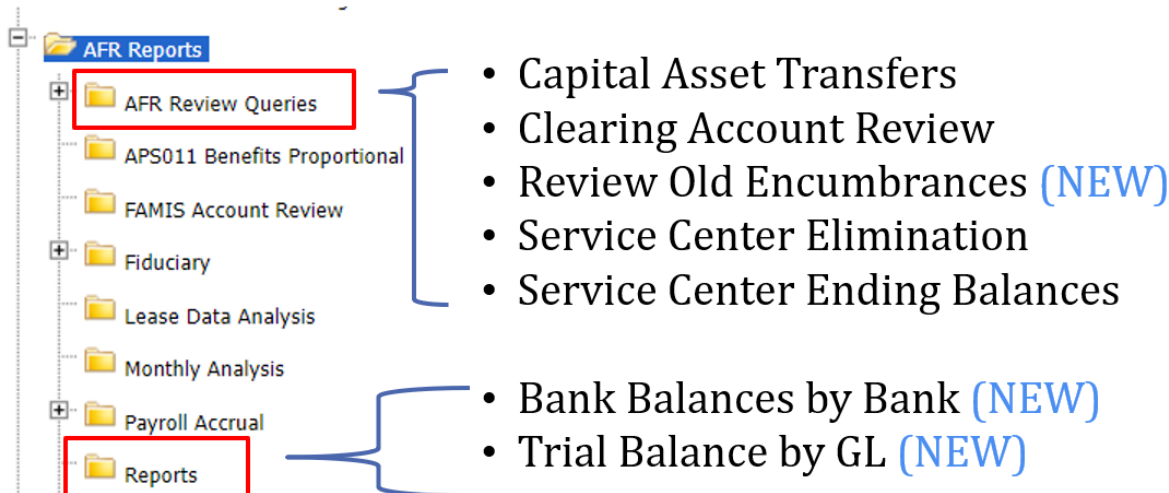 AFR Reports
AFR Review Queries
APS011 Benefits Proportional
FAMIS Account Review
Fiduciary
Lease Data Analysis
Monthly Analysis
Payroll Accrual
Reports
• Capital Asset Transfers
• Clearing Account Review
• Review Old Encumbrances (NEW)
• Service Center Elimination
• Service Center Ending Balances
• Bank Balances by Bank (NEW)
• Trial Balance by GL (NEW)